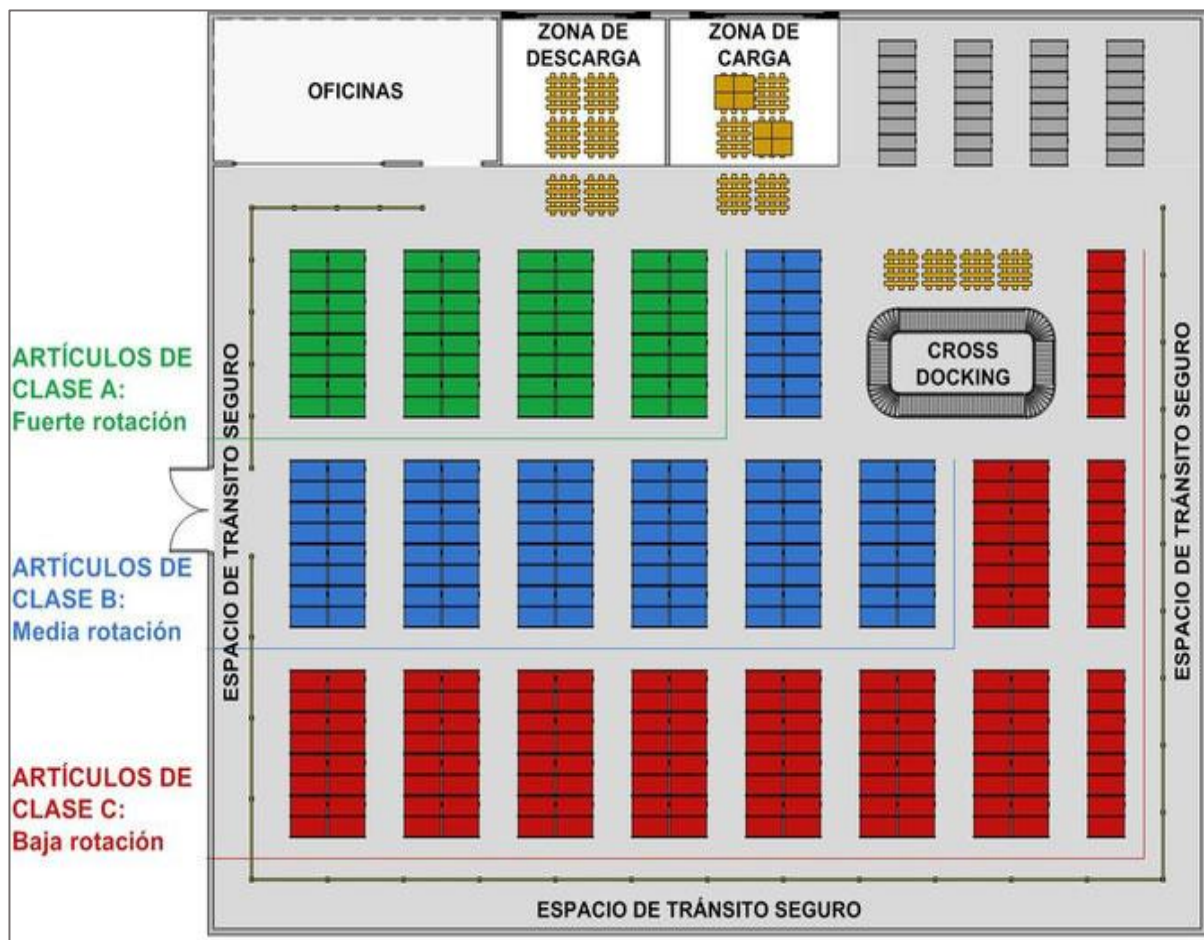 OFICINAS
ZONA DE
DESCARGA
ZONA DE
CARGA
CROSS
DOCKING
ARTÍCULOS DE
CLASE A:
Fuerte rotación
ARTÍCULOS DE
CLASE B:
Media rotación
ARTÍCULOS DE
CLASE C:
Baja rotación
ESPACIO DE TRÁNSITO SEGURO
ESPACIO DE TRÁNSITO SEGURO
ESPACIO DE TRÁNSITO SEGURO